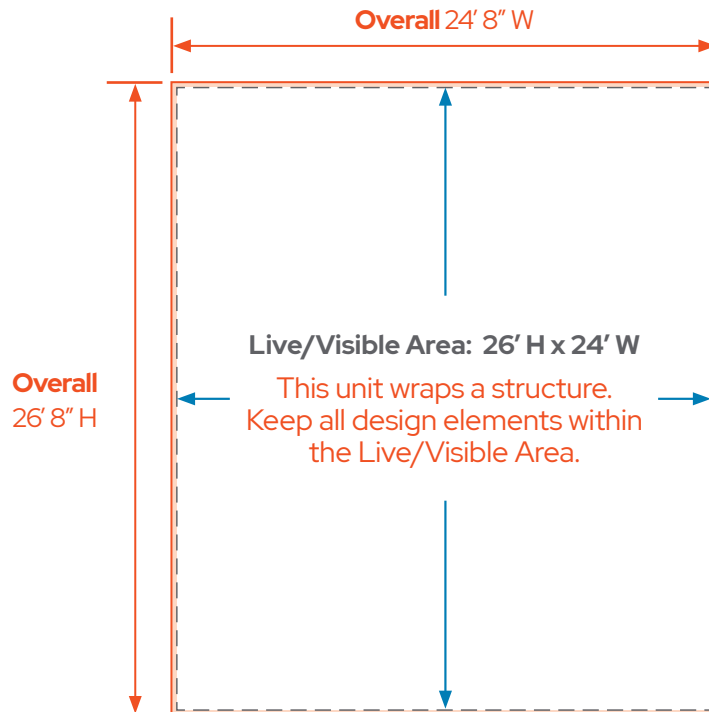 Overall 24′ 8″ W
Live/Visible Area: 26′ H x 24′ W
This unit wraps a structure.
Keep all design elements within
the Live/Visible Area.
Overall
26′ 8″ H